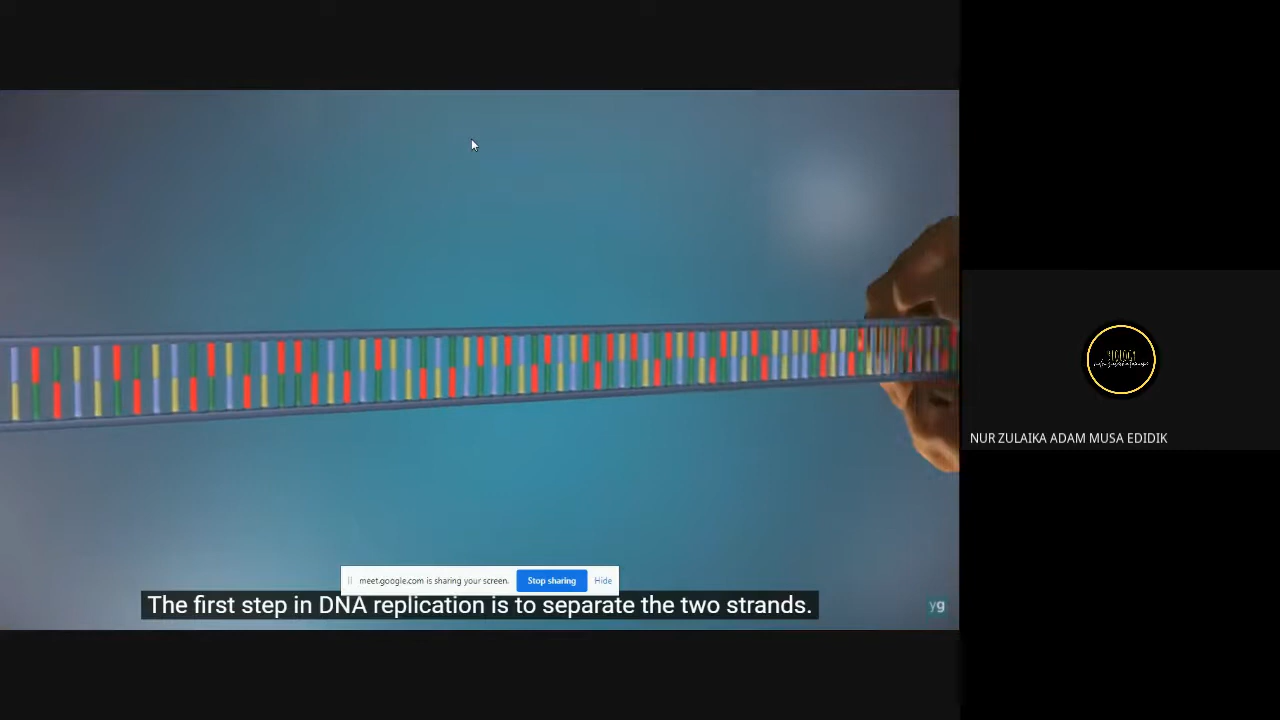 meet.google.com is sharing your screen.
Stop sharing
Hide
The first step in DNA replication is to separate the two strands.
yg
BIOLOGY
NUR ZULAIKA ADAM MUSA EDIDIK